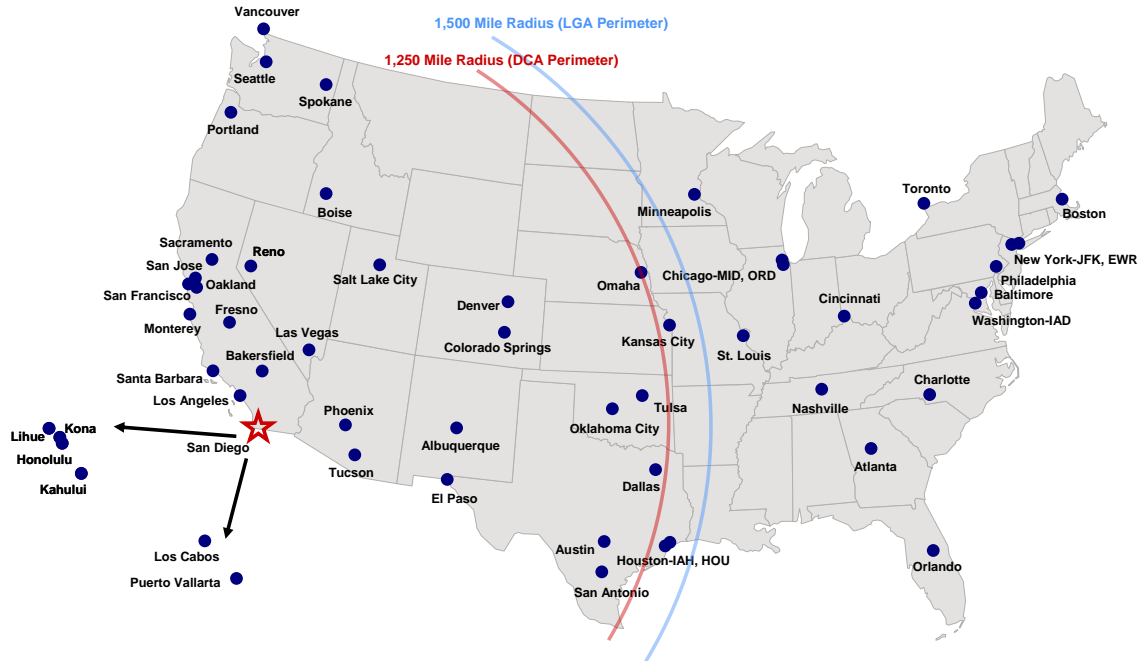 Vancouver
1,500 Mile Radius (LGA Perimeter)
1,250 Mile Radius (DCA Perimeter)
Seattle
Spokane
Portland
Toronto
Boise
Minneapolis
Boston
Sacramento
Reno
San Jose
Salt Lake City
Chicago-MID, ORD
New York-JFK, EWR
Oakland
Omaha
Philadelphia
San Francisco
Denver
Cincinnati
Baltimore
Fresno
Monterey
Las Vegas
Kansas City
Washington-IAD
Colorado Springs
St. Louis
Bakersfield
Santa Barbara
Charlotte
Los Angeles
Phoenix
Tulsa
Nashville
Kona
Lihue
Oklahoma City
San Diego
Albuquerque
Honolulu
Tucson
Atlanta
Kahului
Dallas
El Paso
Los Cabos
Austin
Houston-IAH, HOU
Orlando
Puerto Vallarta
San Antonio